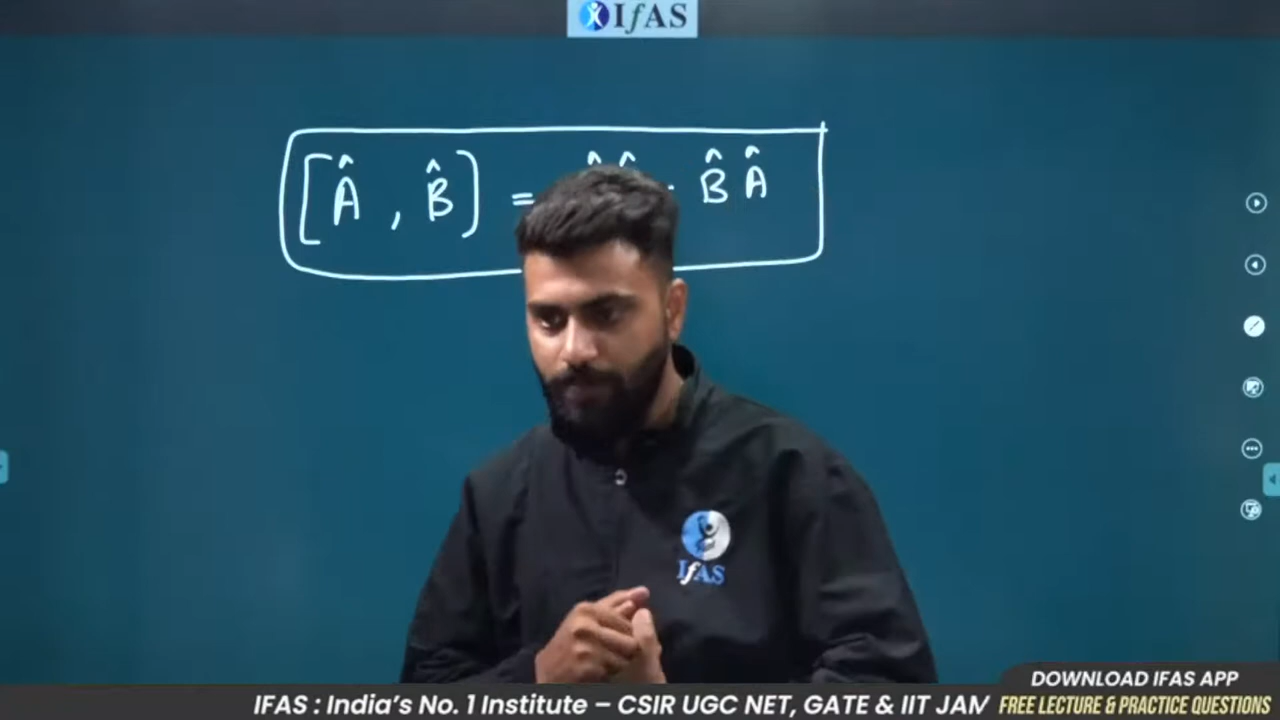 IfAS
[Â , B̂] = B̂ Â
IfAS
DOWNLOAD IFAS APP
IFAS : India's No. 1 Institute – CSIR UGC NET, GATE & IIT JAM FREE LECTURE & PRACTICE QUESTIONS